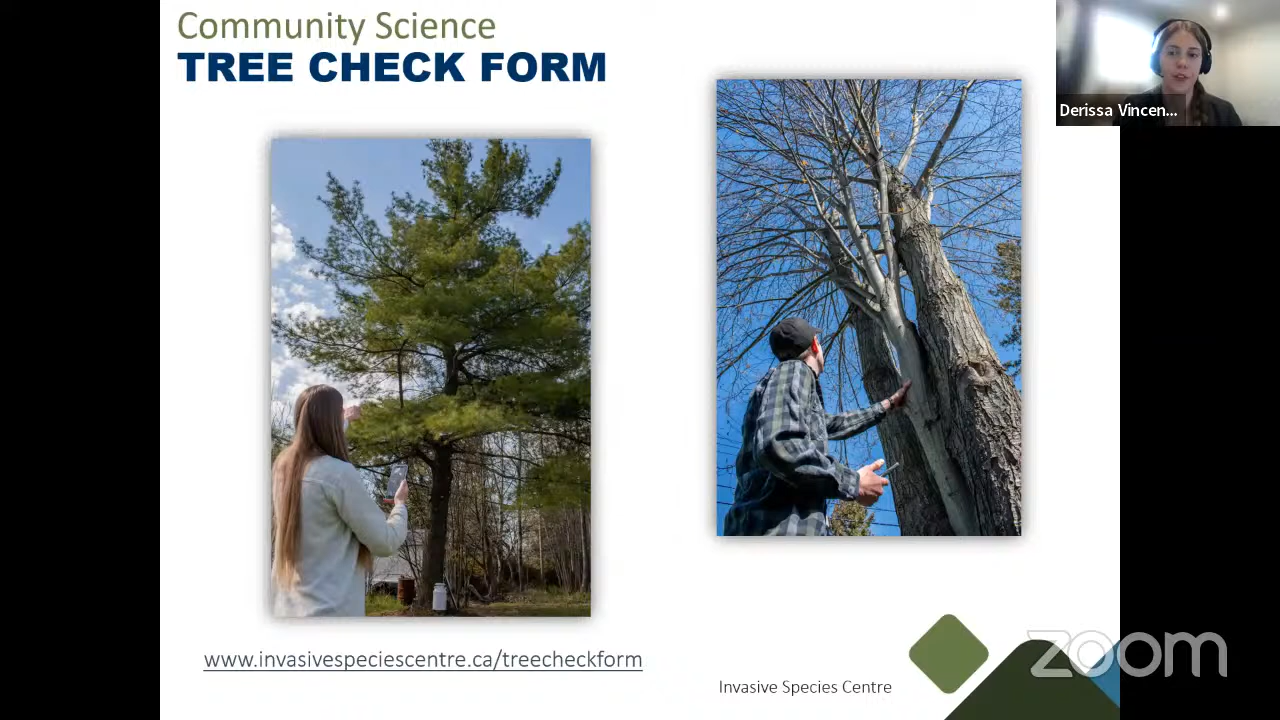 Community Science
TREE CHECK FORM
Derissa Vincen...
www.invasivespeciescentre.ca/treecheckform
Invasive Species Centre
zoom